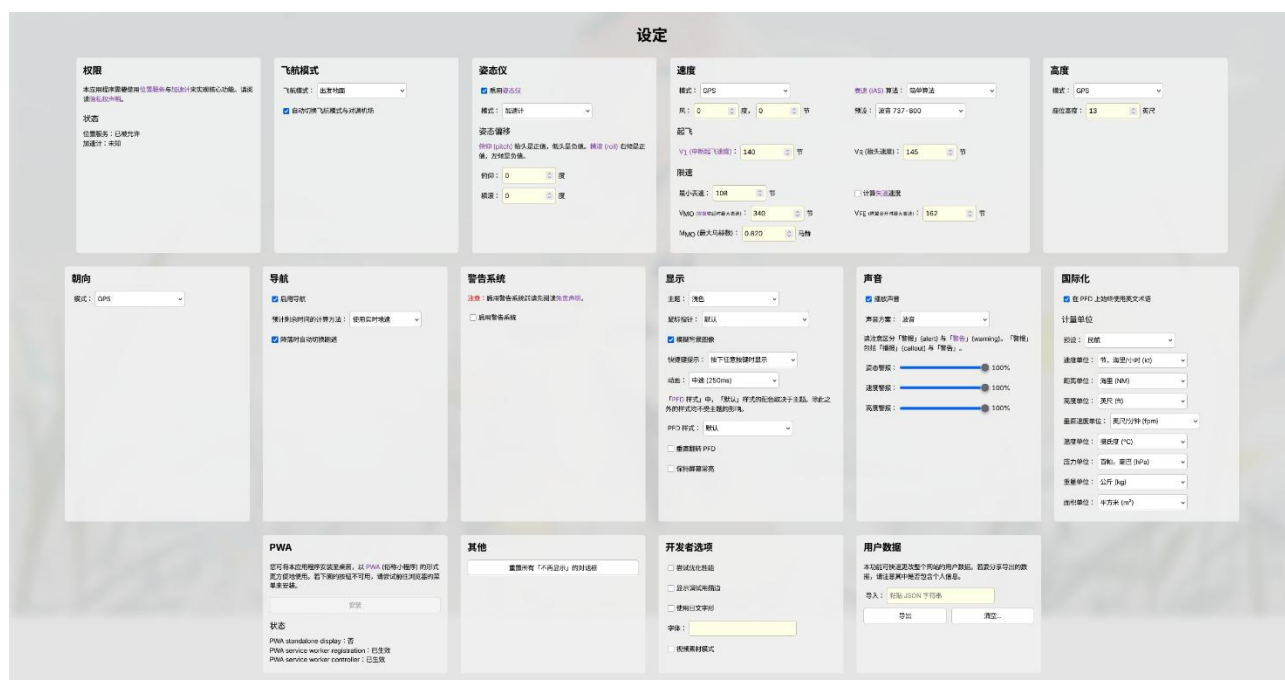 设定
权限
本应用程序需要使用位置服务与加速计来实现核心功能。请阅
读隐私权声明。
状态
位置服务：已被允许
加速计：未知
飞航模式
飞航模式： 出发地面
自动切换飞航模式与对调机场
姿态仪
启用姿态仪
模式： 加速计
姿态偏移
俯仰 (pitch) 抬头是正值，低头是负值。横滚 (roll) 右倾是正
值，左倾是负值。
俯仰： 0 度
横滚： 0 度
速度
模式： GPS
表速 (IAS) 算法： 简单算法
风： 0 度， 0 节
预设： 波音 737-800
起飞
V1 (中断起飞速度)： 140 节
VR (抬头速度)： 145 节
限速
最小表速： 108 节
计算失速速度
340 节
162 节
MMO (最大马赫数)： 0.820 马赫
高度
模式： GPS
座位高度： 13 英尺
朝向
模式： GPS
导航
启用导航
预计剩余时间的计算方法： 使用实时地速
降落时自动切换跑道
警告系统
注意：启用警告系统前请先阅读免责声明。
启用警告系统
显示
主题： 浅色
鼠标指针： 默认
模糊背景图像
快捷键提示： 按下任意按键时显示
动画： 中速 (250ms)
「PFD 样式」中，「默认」样式的配色取决于主题。除此之
外的样式均不受主题的影响。
PFD 样式： 默认
垂直翻转 PFD
保持屏幕常亮
声音
播放声音
声音方案： 波音
请注意区分「警报」(alert) 与「警告」(warning)。「警报」
包括「播报」(callout) 与「警告」。
姿态警报： 100%
速度警报： 100%
高度警报： 100%
国际化
在 PFD 上始终使用英文术语
计量单位
预设： 民航
速度单位： 节，海里/小时 (kt)
距离单位： 海里 (NM)
高度单位： 英尺 (ft)
垂直速度单位： 英尺/分钟 (fpm)
温度单位： 摄氏度 (°C)
压力单位： 百帕，毫巴 (hPa)
重量单位： 公斤 (kg)
面积单位： 平方米 (m²)
PWA
您可将本应用程序安装至桌面，以 PWA (俗称小程序) 的形式
更方便地使用。若下面的按钮不可用，请尝试前往浏览器的菜
单来安装。
安装
状态
PWA standalone display：否
PWA service worker registration：已生效
PWA service worker controller：已生效
其他
重置所有「不再显示」的对话框
开发者选项
尝试优化性能
显示调试完稿边
使用旧文字形
字体：
视频素材模式
用户数据
本功能可快速更改整个网站的用户数据。若要分享导出的数
据，请注意其中是否包含个人信息。
导入： 粘贴 JSON 字符串
导出
清空...